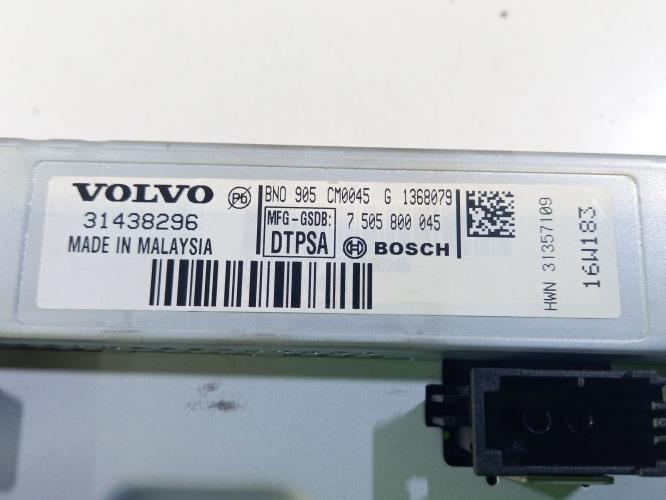 VOLVO Pb BNO 905 CM0045 G 1368079
31438296 MFG-GSDB: 7 505 800 045
MADE IN MALAYSIA DTPSA BOSCH
HWN 31357109
16W183